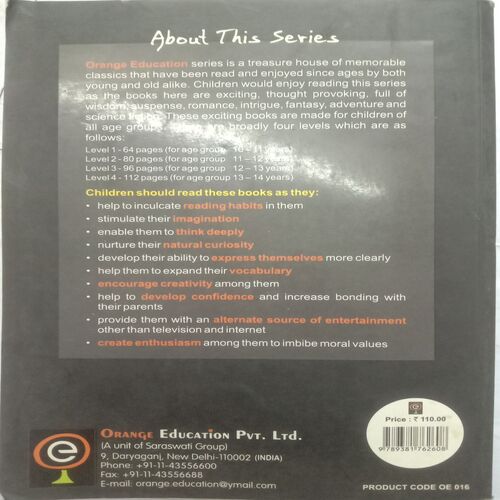 About This Series
Orange Education series is a treasure house of memorable
classics that have been read and enjoyed since ages by both
young and old alike. Children would enjoy reading this series
as the books here are exciting, thought provoking, full of
wisdom, suspense, romance, intrigue, fantasy, adventure and
science These exciting books are made for children of
all age groups. are broadly four levels which are as
follows:
Level 1 - 64 pages (for age group 10 – 11 years)
Level 2 - 80 pages (for age group 11 – 12 years)
Level 3 - 96 pages (for age group 12 – 13 years)
Level 4 - 112 pages (for age group 13 – 14 years)
Children should read these books as they:
• help to inculcate reading habits in them
• stimulate their imagination
• enable them to think deeply
• nurture their natural curiosity
• develop their ability to express themselves more clearly
• help them to expand their vocabulary
• encourage creativity among them
• help to develop confidence and increase bonding with
their parents
• provide them with an alternate source of entertainment
other than television and internet
• create enthusiasm among them to imbibe moral values
e
Orange Education Pvt. Ltd.
(A unit of Saraswati Group)
9, Daryaganj, New Delhi-110002 (INDIA)
Phone: +91-11-43556600
Fax: +91-11-43556688
E-mail: orange.education@ymail.com
Price : ₹ 110.00
9 789381 762608
PRODUCT CODE OE 016